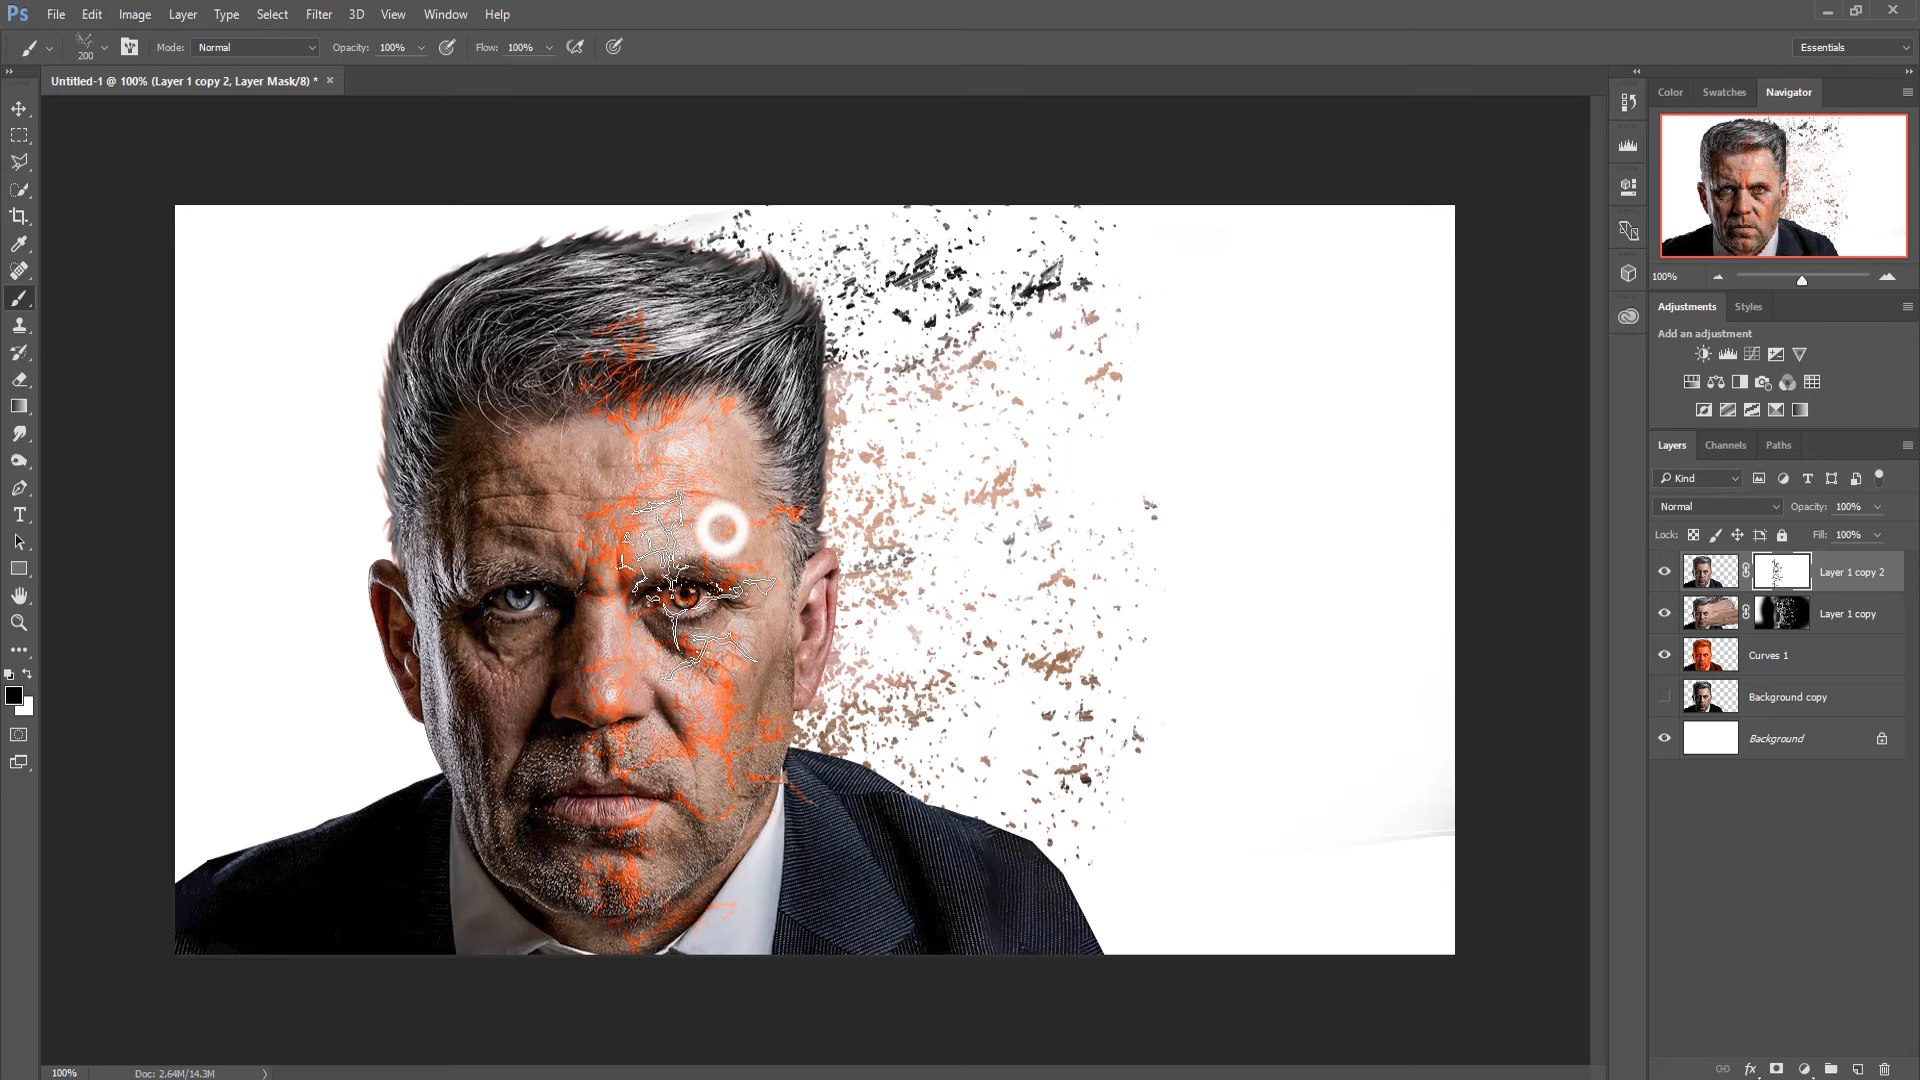 Ps File Edit Image Layer Type Select Filter 3D View Window Help
200 Mode: Normal Opacity: 100% Flow: 100% Essentials
Untitled-1 @ 100% (Layer 1 copy 2, Layer Mask/8) * ×
Color Swatches Navigator
100%
Adjustments Styles
Add an adjustment
Layers Channels Paths
Kind
Normal Opacity: 100%
Lock: Fill: 100%
Layer 1 copy 2
Layer 1 copy
Curves 1
Background copy
Background
fx
100% Doc: 2.64M/14.3M